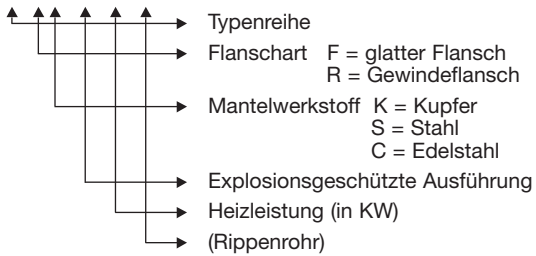 Typenreihe
Flanschart F = glatter Flansch
R = Gewindeflansch
Mantelwerkstoff K = Kupfer
S = Stahl
C = Edelstahl
Explosionsgeschützte Ausführung
Heizleistung (in KW)
(Rippenrohr)